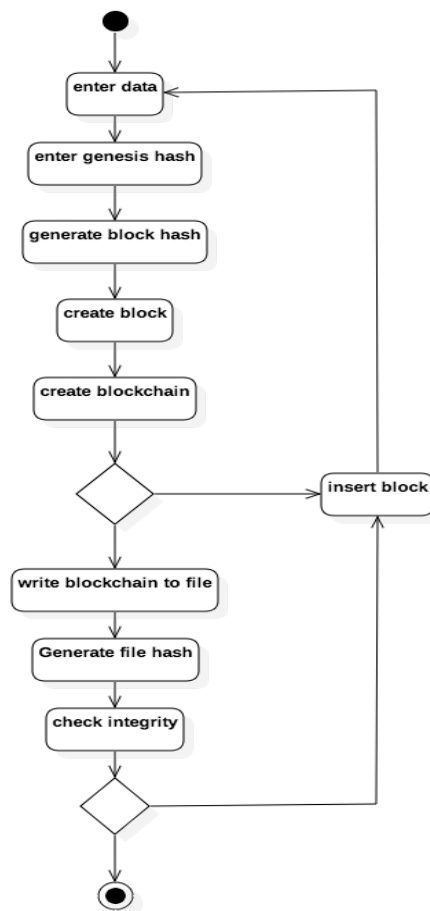 enter data
enter genesis hash
generate block hash
create block
create blockchain
insert block
write blockchain to file
Generate file hash
check integrity